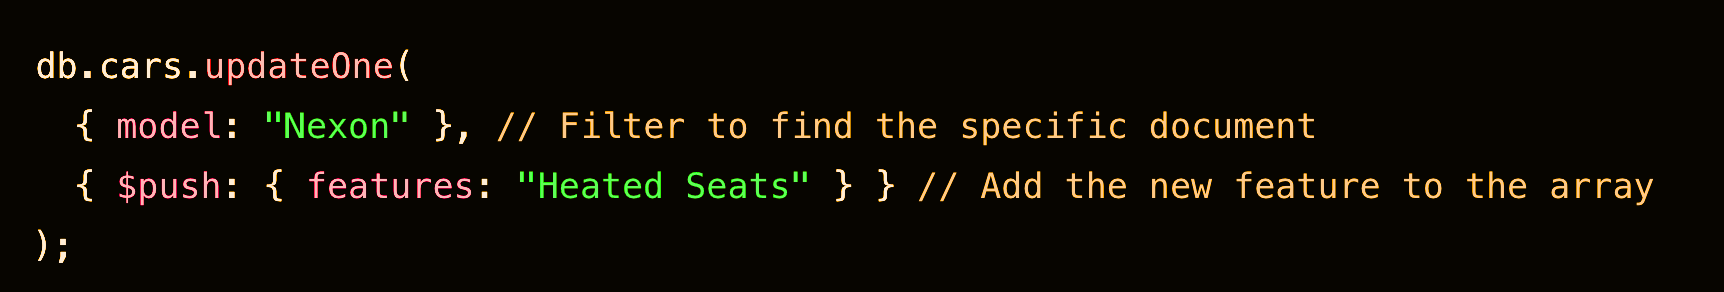 db.cars.updateOne(
  { model: "Nexon" }, // Filter to find the specific document
  { $push: { features: "Heated Seats" } } // Add the new feature to the array
);